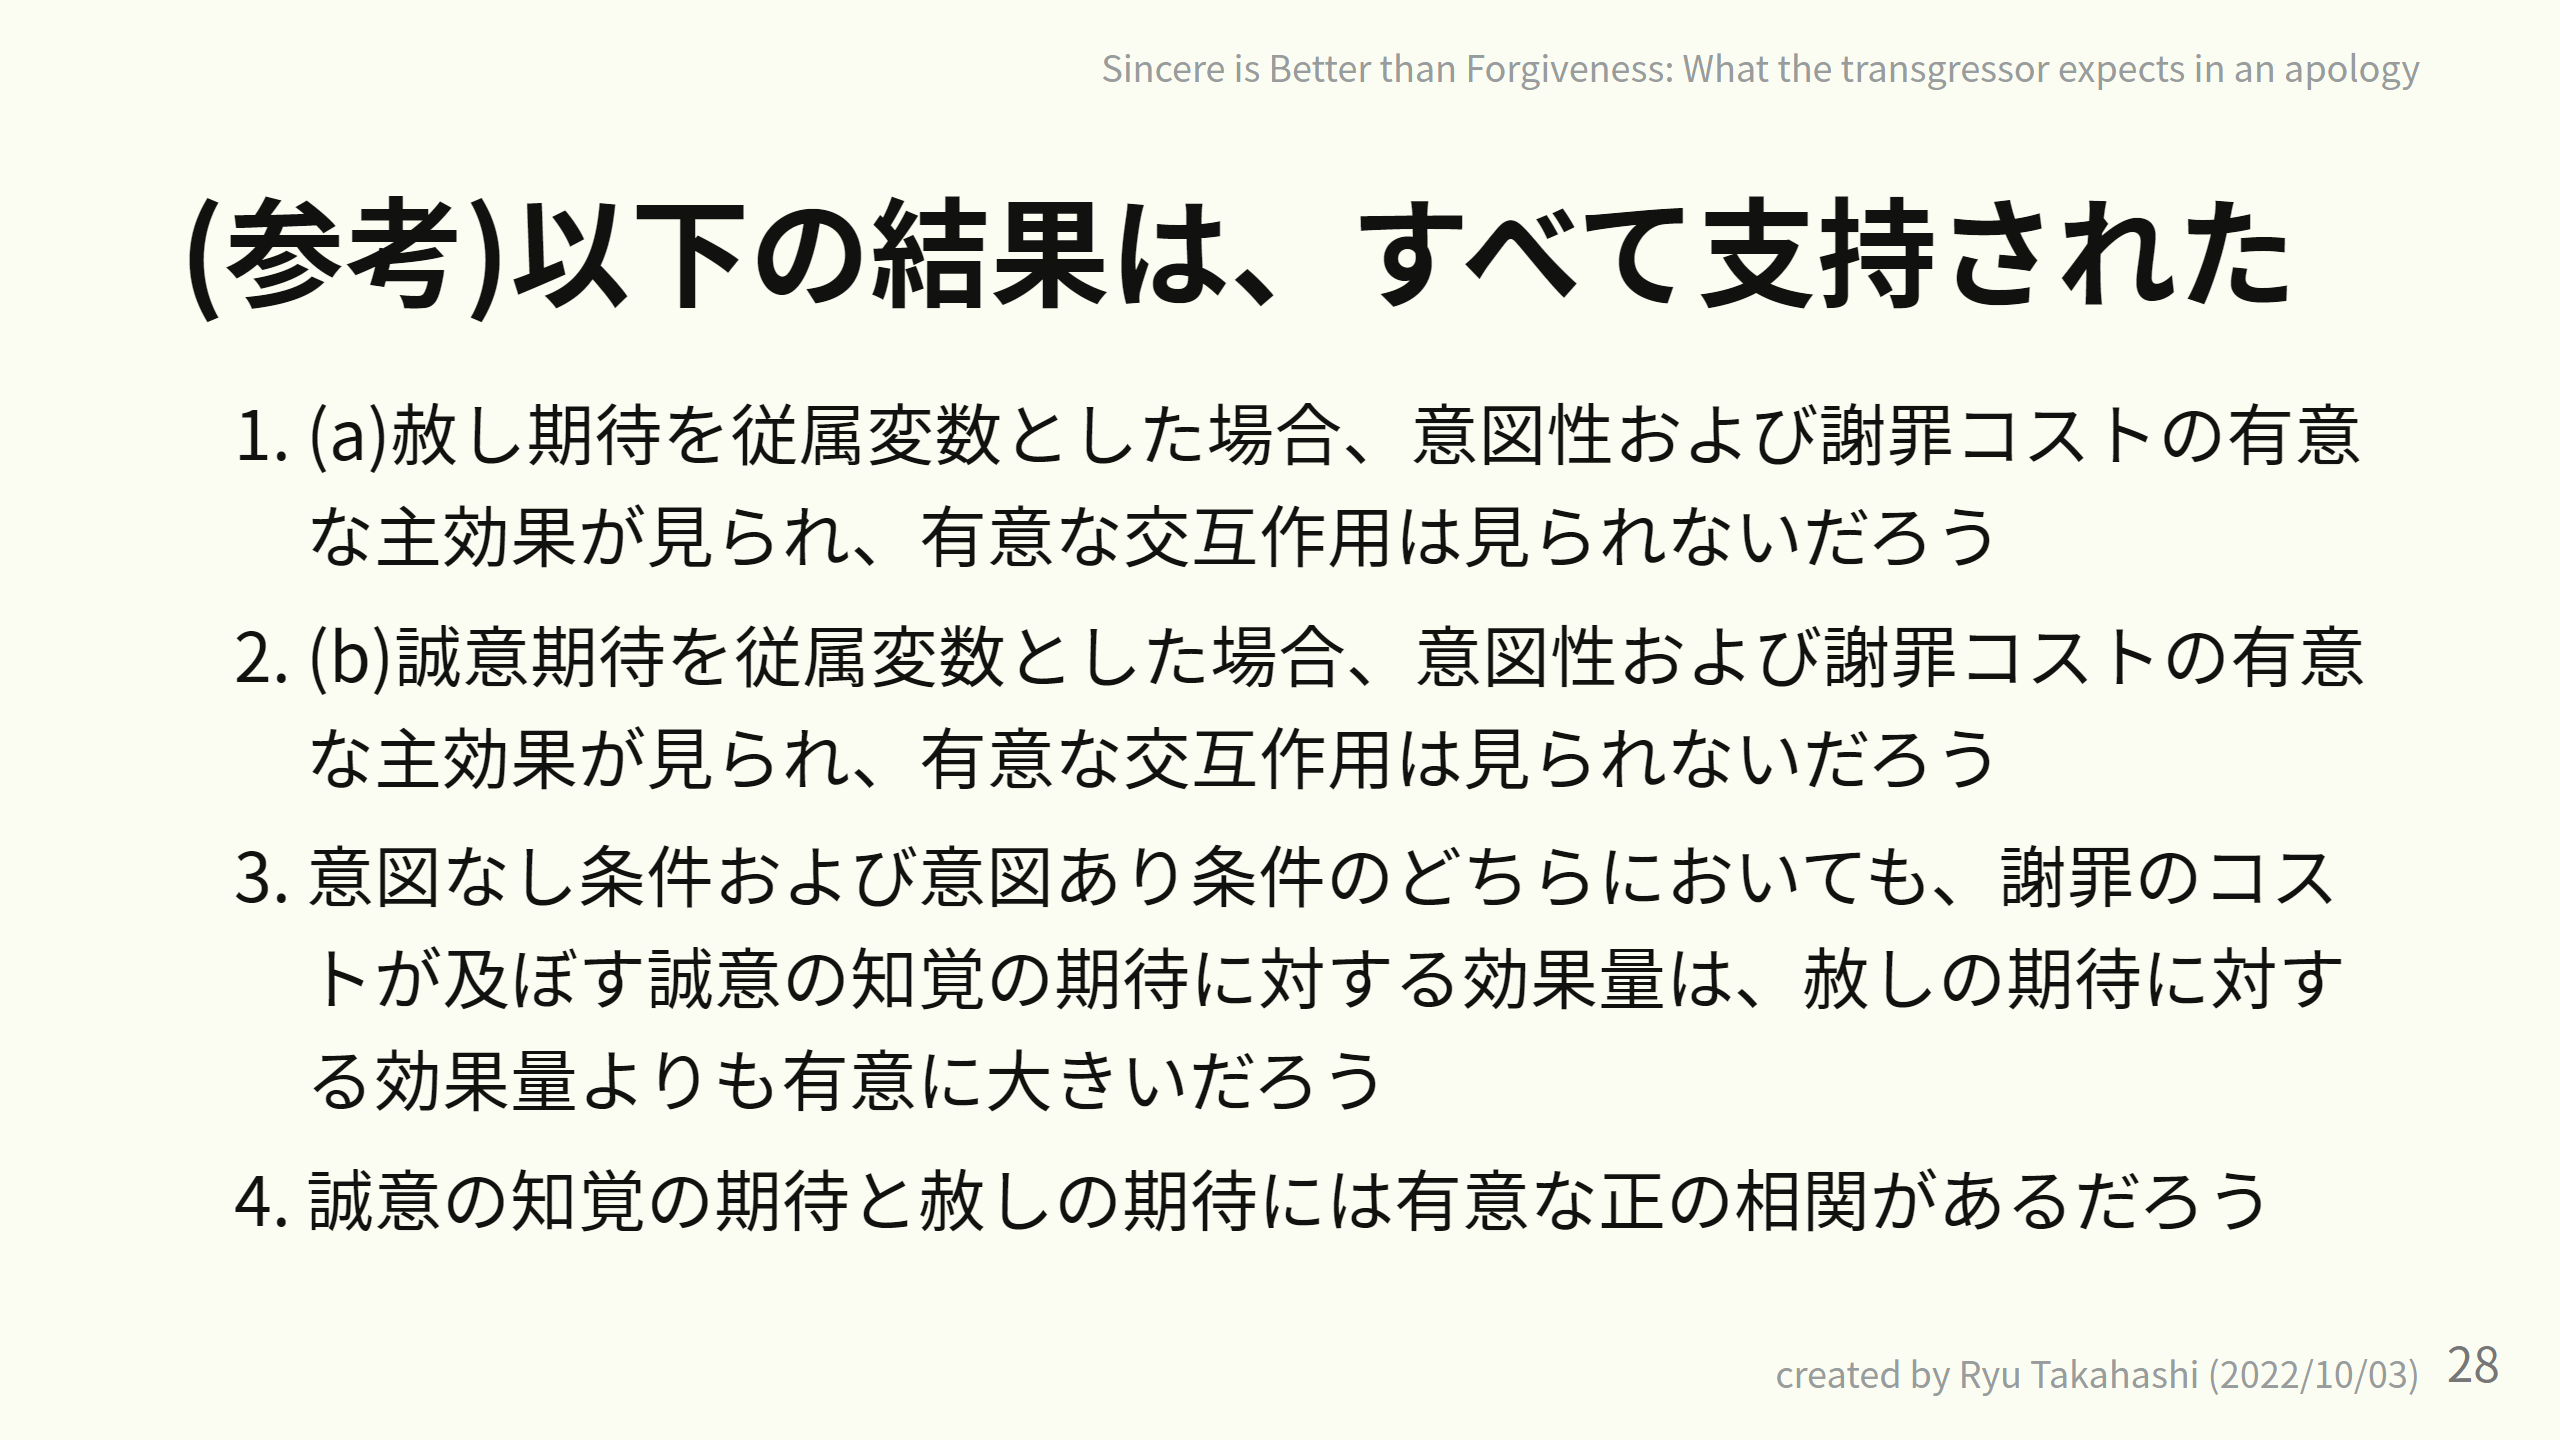 Sincere is Better than Forgiveness: What the transgressor expects in an apology
(参考)以下の結果は、すべて支持された
1. (a)赦し期待を従属変数とした場合、意図性および謝罪コストの有意
な主効果が見られ、有意な交互作用は見られないだろう
2. (b)誠意期待を従属変数とした場合、意図性および謝罪コストの有意
な主効果が見られ、有意な交互作用は見られないだろう
3. 意図なし条件および意図あり条件のどちらにおいても、謝罪のコス
トが及ぼす誠意の知覚の期待に対する効果量は、赦しの期待に対す
る効果量よりも有意に大きいだろう
4. 誠意の知覚の期待と赦しの期待には有意な正の相関があるだろう
created by Ryu Takahashi (2022/10/03) 28